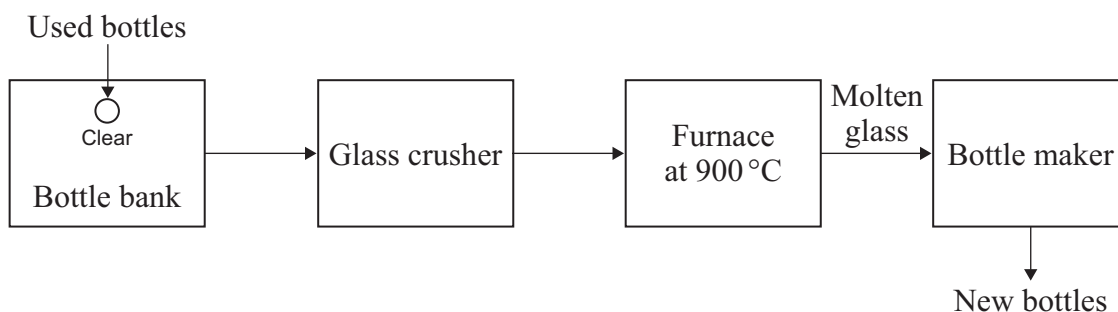 Used bottles
Clear
Bottle bank
Glass crusher
Furnace
at 900 °C
Molten
glass
Bottle maker
New bottles